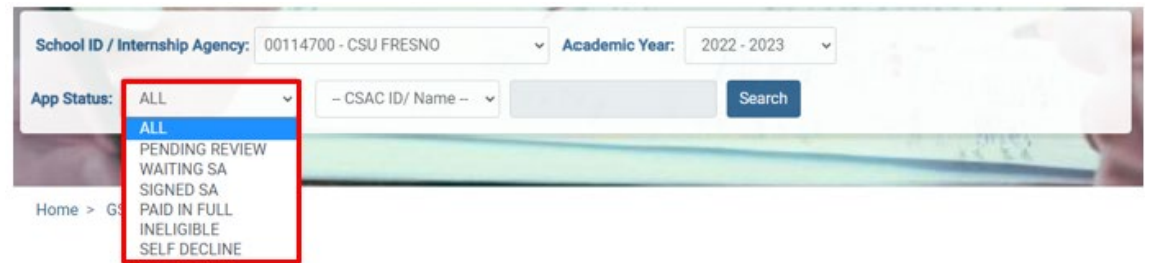 School ID / Internship Agency: 00114700 - CSU FRESNO Academic Year: 2022 - 2023
App Status: ALL -- CSAC ID/ Name -- Search
ALL
PENDING REVIEW
WAITING SA
SIGNED SA
Home > GS PAID IN FULL
INELIGIBLE
SELF DECLINE